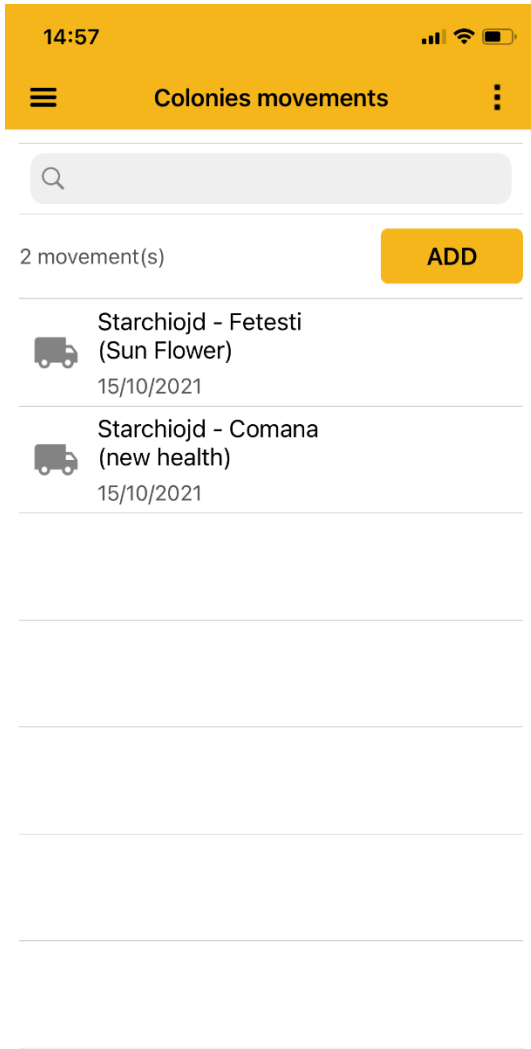 14:57
Colonies movements
2 movement(s)
ADD
Starchiojd - Fetesti
(Sun Flower)
15/10/2021
Starchiojd - Comana
(new health)
15/10/2021